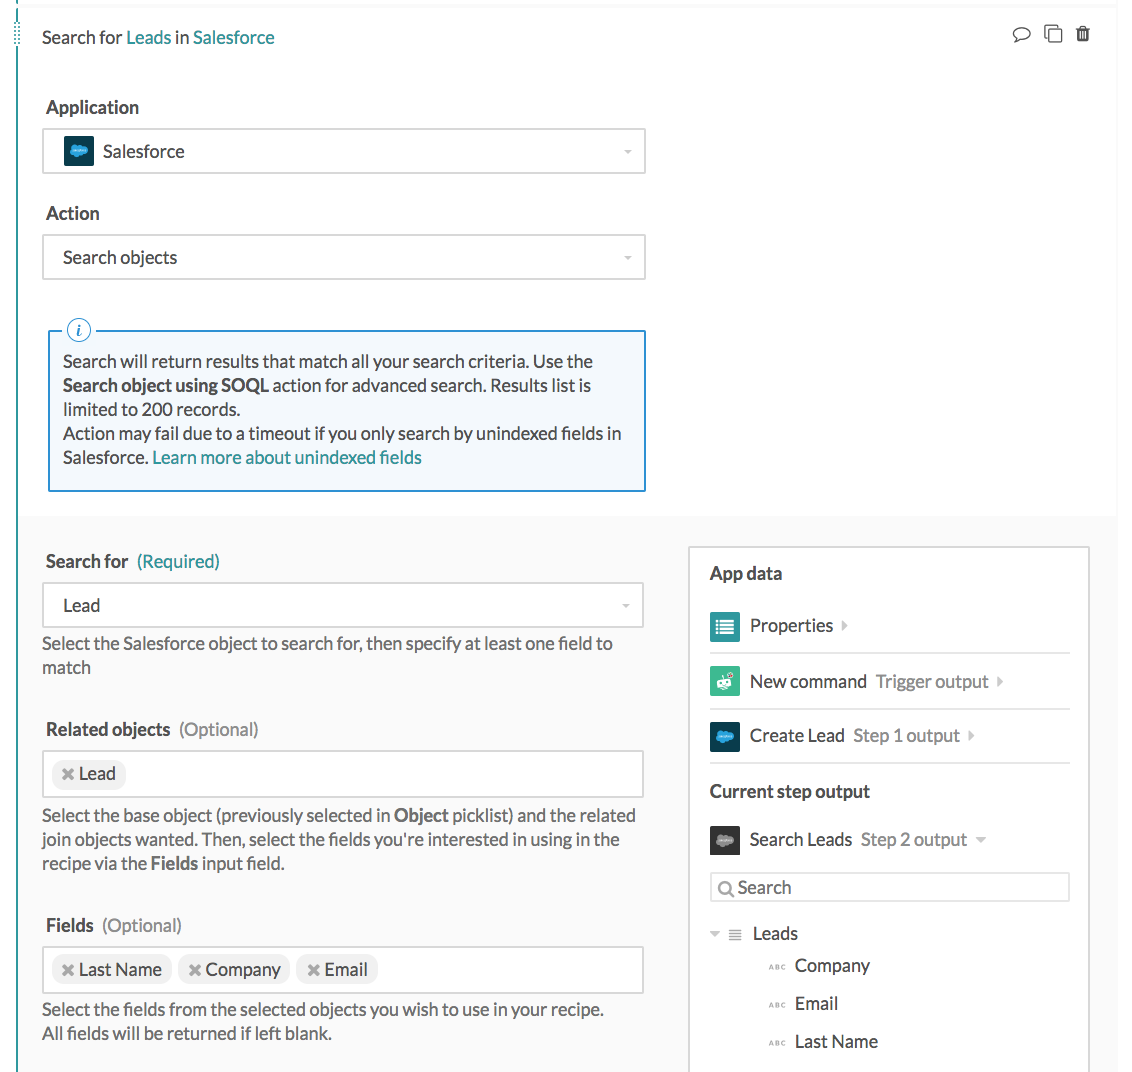 Search for Leads in Salesforce
Application
Salesforce
Action
Search objects
i
Search will return results that match all your search criteria. Use the
Search object using SOQL action for advanced search. Results list is
limited to 200 records.
Action may fail due to a timeout if you only search by unindexed fields in
Salesforce. Learn more about unindexed fields
Search for (Required)
Lead
Select the Salesforce object to search for, then specify at least one field to
match
Related objects (Optional)
Lead
Select the base object (previously selected in Object picklist) and the related
join objects wanted. Then, select the fields you're interested in using in the
recipe via the Fields input field.
Fields (Optional)
Last Name Company Email
Select the fields from the selected objects you wish to use in your recipe.
All fields will be returned if left blank.
App data
Properties
New command Trigger output
Create Lead Step 1 output
Current step output
Search Leads Step 2 output
Search
Leads
ABC Company
ABC Email
ABC Last Name